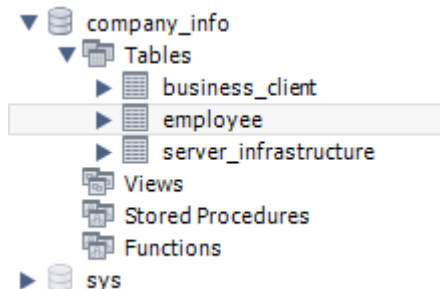 company_info
Tables
business_client
employee
server_infrastructure
Views
Stored Procedures
Functions
sys